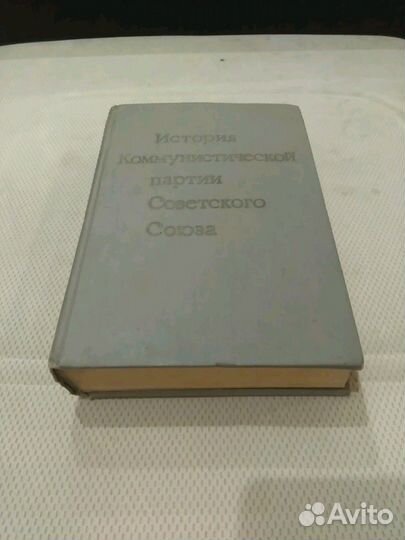 История
Коммунистической
партии
Советского
Союза
Avito